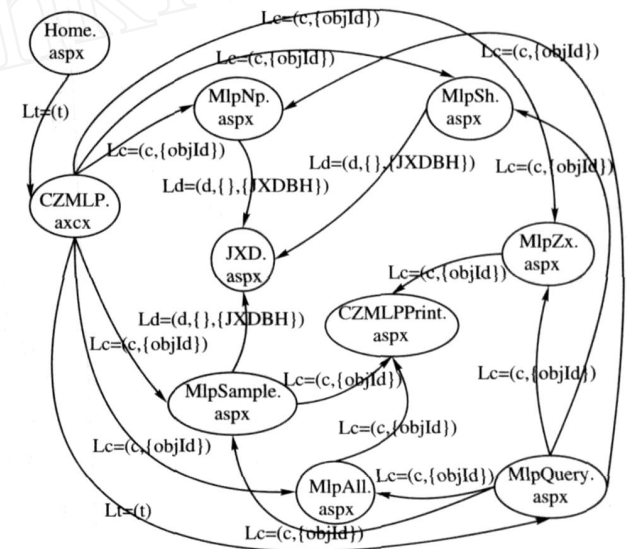 Lc=(c,{objId})
Home.
aspx
Lc=(c,{objId})
Lc=(c,{objId})
MlpNp.
aspx
MlpSh.
aspx
Lt=(t)
Lc=(c,{objId})
Ld=(d,{},{JXDBH})
Lc=(c,{objId})
Ld=(d,{},{JXDBH})
CZMLP.
axcx
JXD.
aspx
MlpZx.
aspx
Lc=(c,{objId})
CZMLPPrint.
aspx
Ld=(d,{},{JXDBH})
Lc=(c,{objId})
Lc=(c,{objId})
Lc=(c,{objId})
MlpSample.
aspx
Lc=(c,{objId})
Lc=(c,{objId})
MlpAll.
aspx
Lc=(c,{objId})
MlpQuery.
aspx
Lt=(t)
Lc=(c,{objId})